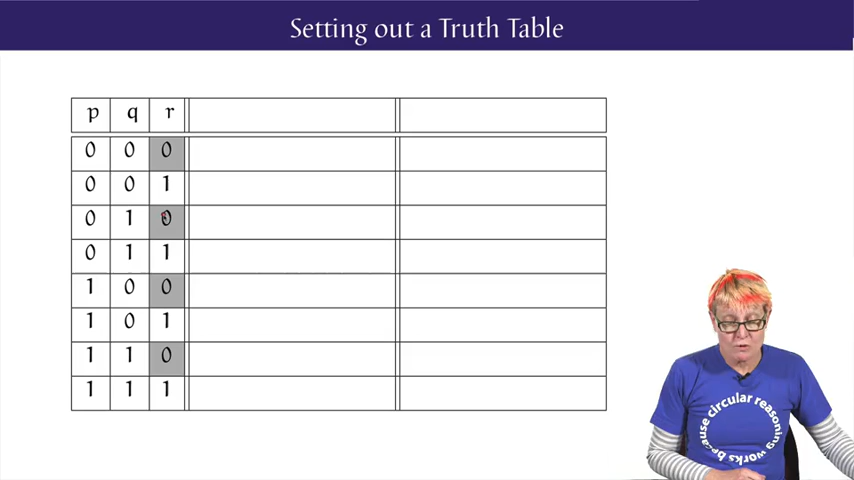 Setting out a Truth Table
p q r
0 0 0
0 0 1
0 1 0
0 1 1
1 0 0
1 0 1
1 1 0
1 1 1
because circular reasoning works